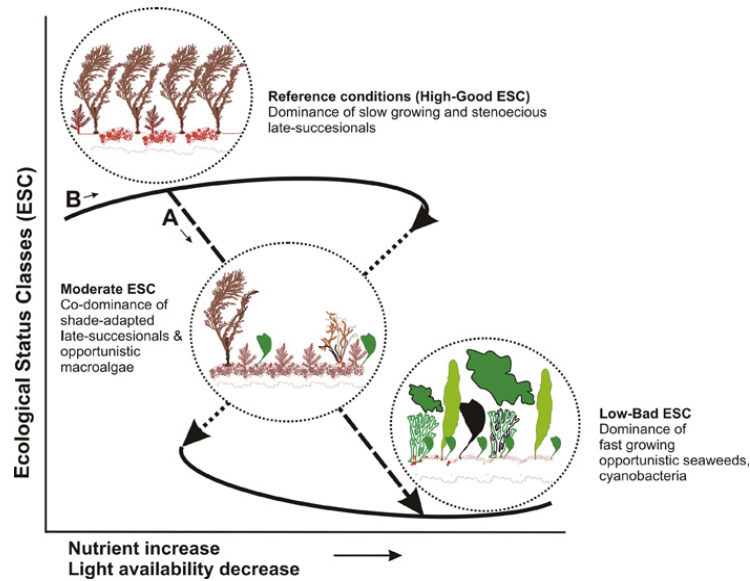 Ecological Status Classes (ESC)
Reference conditions (High-Good ESC)
Dominance of slow growing and stenoecious
late-succesionals
B
A
Moderate ESC
Co-dominance of
shade-adapted
late-succesionals &
opportunistic
macroalgae
Low-Bad ESC
Dominance of
fast growing
opportunistic seaweeds,
cyanobacteria
Nutrient increase
Light availability decrease